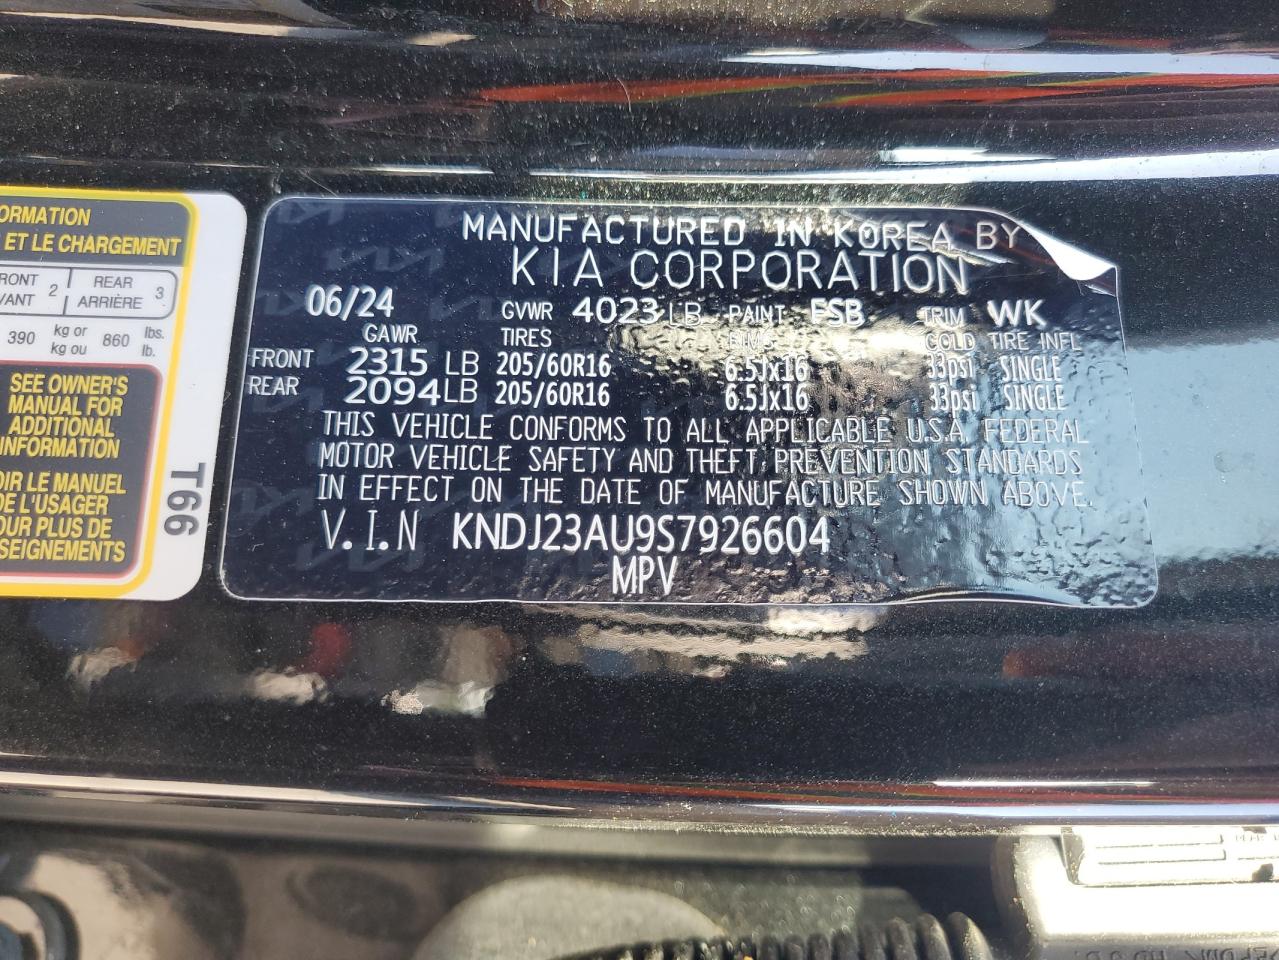 ORMATION
ET LE CHARGEMENT
FRONT 2 REAR 3
VANT ARRIÈRE
390 kg or 860 lbs.
kg ou lb.
SEE OWNER'S
MANUAL FOR
ADDITIONAL
INFORMATION
OIR LE MANUEL
DE L'USAGER
OUR PLUS DE
SEIGNEMENTS
T66
MANUFACTURED IN KOREA BY
KIA CORPORATION
06/24 GVWR 4023 LB PAINT FSB TRIM WK
GAWR TIRES RIMS COLD TIRE INFL
FRONT 2315 LB 205/60R16 6.5Jx16 33psi SINGLE
REAR 2094 LB 205/60R16 6.5Jx16 33psi SINGLE
THIS VEHICLE CONFORMS TO ALL APPLICABLE U.S.A. FEDERAL
MOTOR VEHICLE SAFETY AND THEFT PREVENTION STANDARDS
IN EFFECT ON THE DATE OF MANUFACTURE SHOWN ABOVE.
V.I.N KNDJ23AU9S7926604
MPV